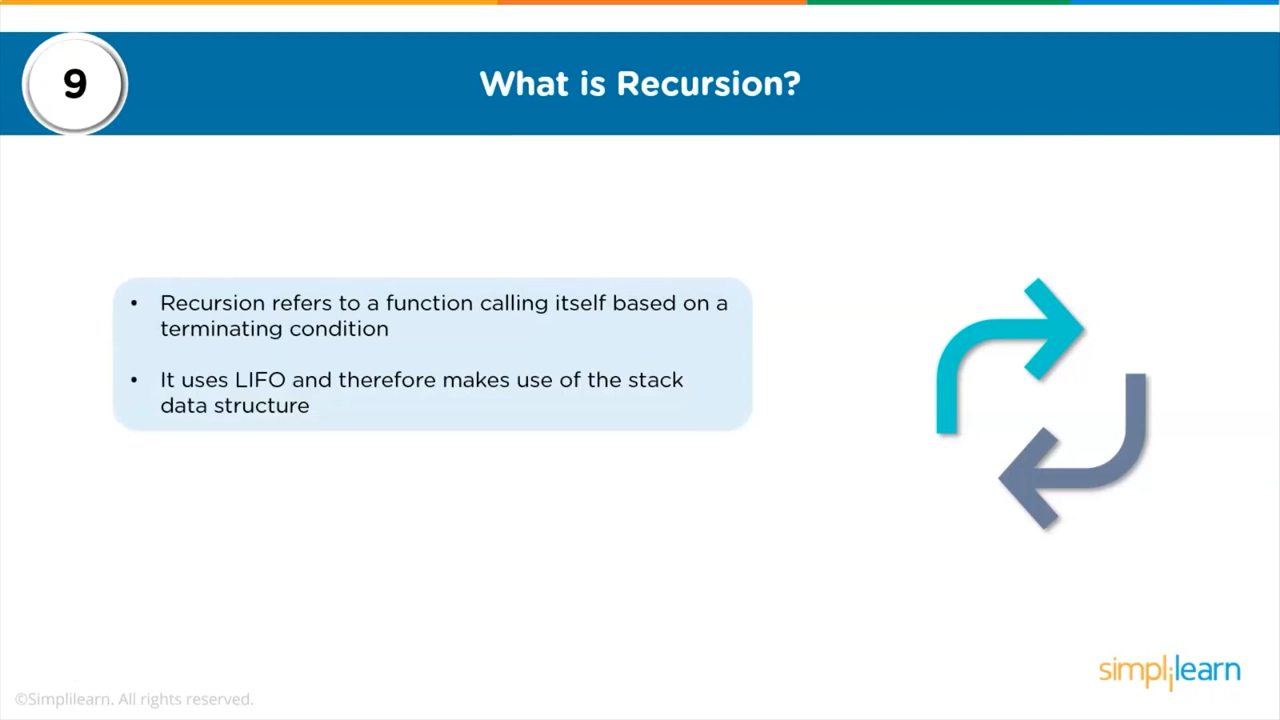 9
What is Recursion?
• Recursion refers to a function calling itself based on a
terminating condition
• It uses LIFO and therefore makes use of the stack
data structure
simplilearn
©Simplilearn. All rights reserved.